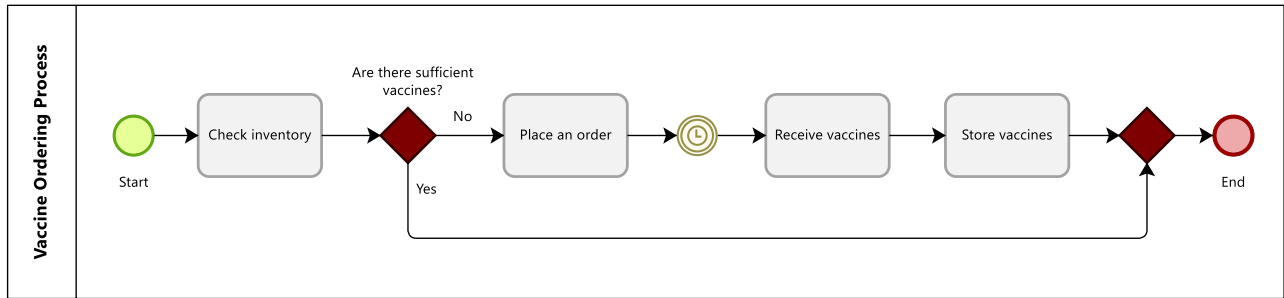 Vaccine Ordering Process
Start
Check inventory
Are there sufficient
vaccines?
No
Yes
Place an order
Receive vaccines
Store vaccines
End